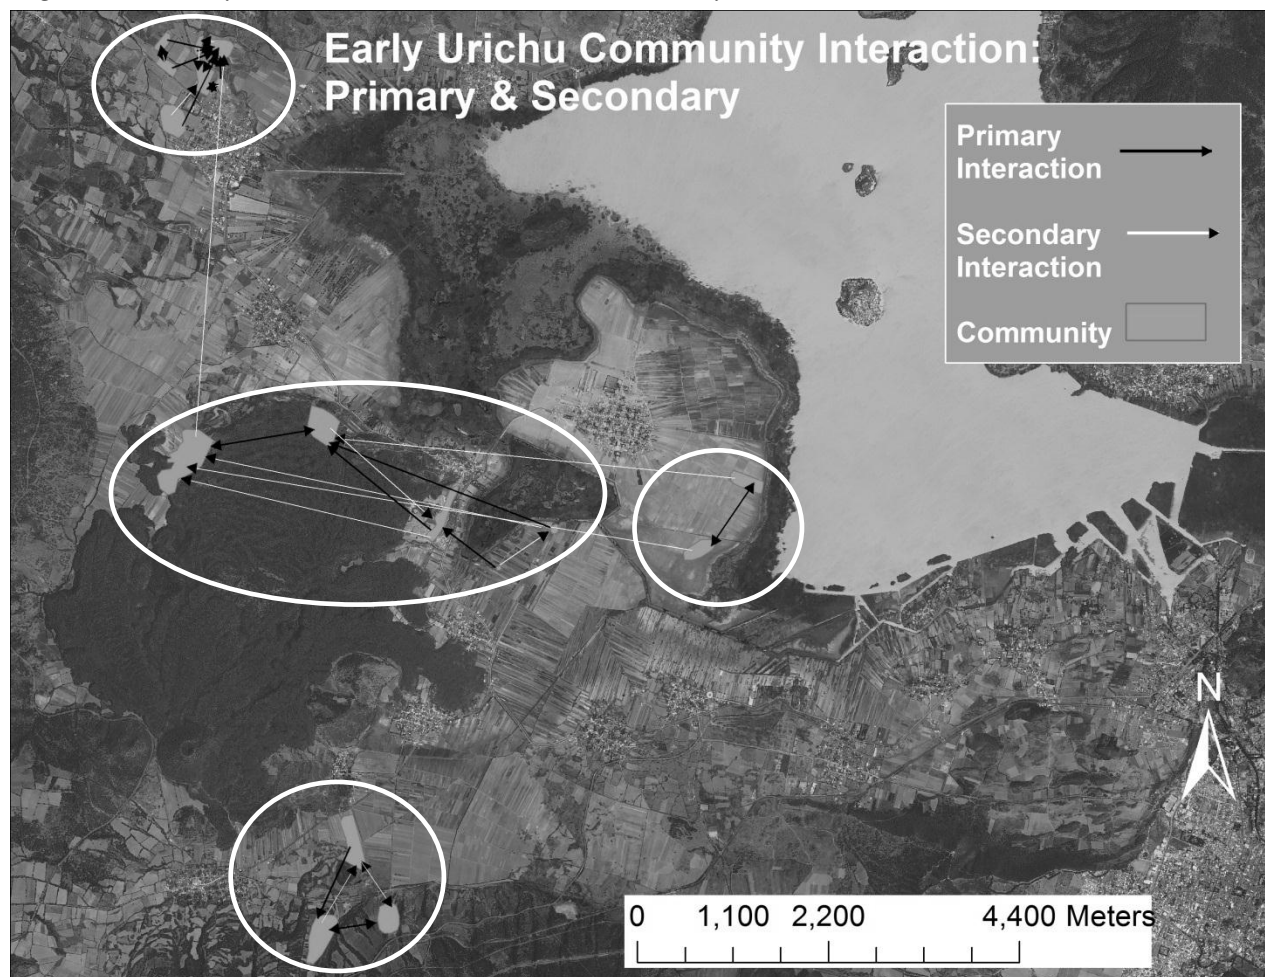 Early Urichu Community Interaction:
Primary & Secondary
Primary
Interaction
Secondary
Interaction
Community
N
0 1,100 2,200 4,400 Meters